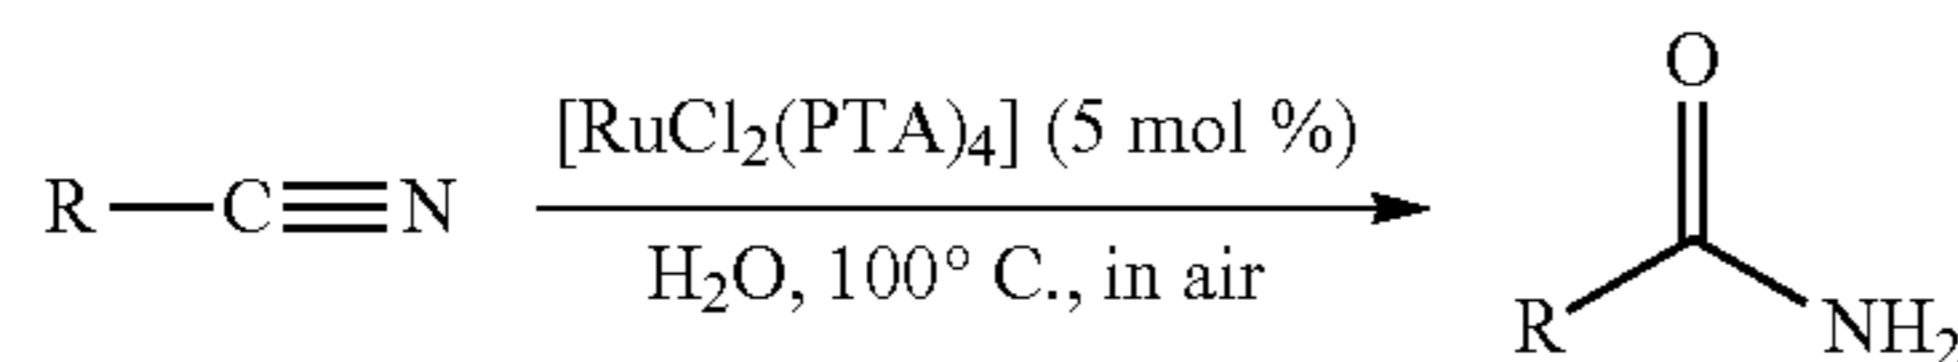 [RuCl2(PTA)4] (5 mol %)
R—C≡N
H2O, 100° C., in air
O
R
NH2